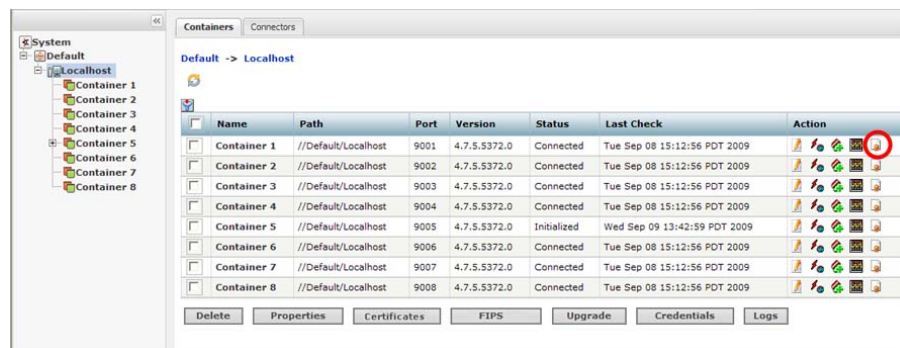 System
Default
Localhost
Container 1
Container 2
Container 3
Container 4
Container 5
Container 6
Container 7
Container 8
Containers Connectors
Default -> Localhost
Name Path Port Version Status Last Check Action
Container 1 //Default/Localhost 9001 4.7.5.5372.0 Connected Tue Sep 08 15:12:56 PDT 2009
Container 2 //Default/Localhost 9002 4.7.5.5372.0 Connected Tue Sep 08 15:12:56 PDT 2009
Container 3 //Default/Localhost 9003 4.7.5.5372.0 Connected Tue Sep 08 15:12:56 PDT 2009
Container 4 //Default/Localhost 9004 4.7.5.5372.0 Connected Tue Sep 08 15:12:56 PDT 2009
Container 5 //Default/Localhost 9005 4.7.5.5372.0 Initialized Wed Sep 09 13:42:59 PDT 2009
Container 6 //Default/Localhost 9006 4.7.5.5372.0 Connected Tue Sep 08 15:12:56 PDT 2009
Container 7 //Default/Localhost 9007 4.7.5.5372.0 Connected Tue Sep 08 15:12:56 PDT 2009
Container 8 //Default/Localhost 9008 4.7.5.5372.0 Connected Tue Sep 08 15:12:56 PDT 2009
Delete Properties Certificates FIPS Upgrade Credentials Logs